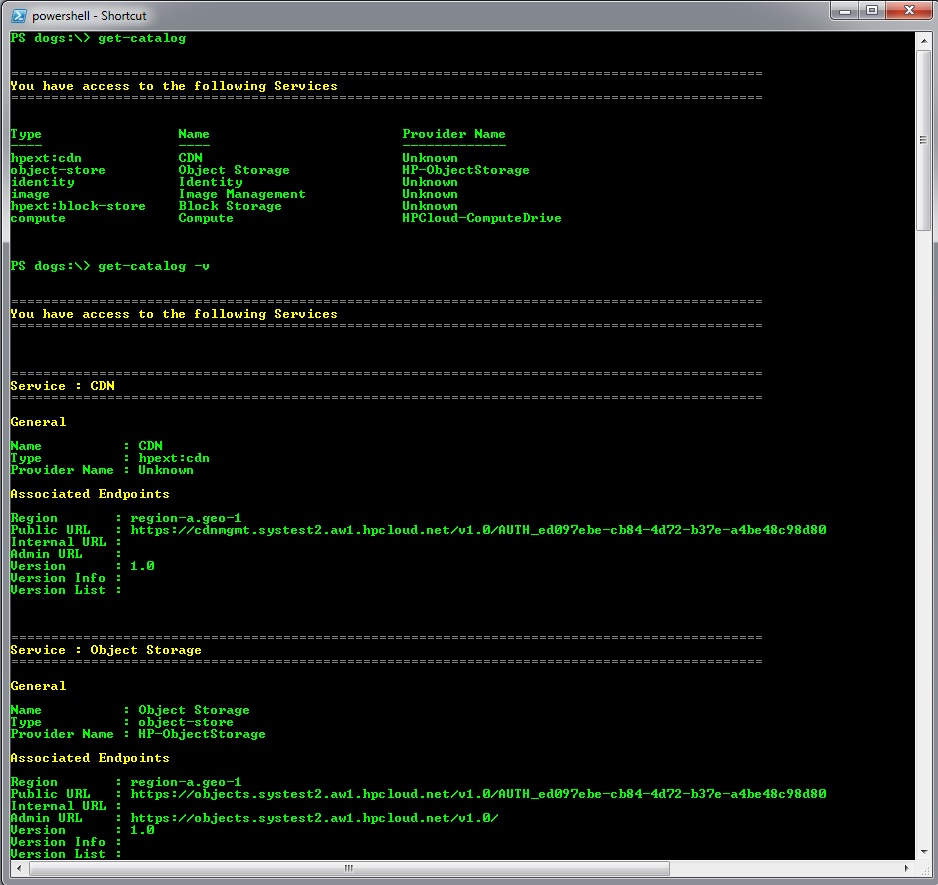 powershell - Shortcut
PS dogs:\> get-catalog
==============================================================================================
You have access to the following Services
==============================================================================================
Type Name Provider Name
---- ---- -------------
hpext:cdn CDN Unknown
object-store Object Storage HP-ObjectStorage
identity Identity Unknown
image Image Management Unknown
hpext:block-store Block Storage Unknown
compute Compute HPCloud-ComputeDrive
PS dogs:\> get-catalog -v
==============================================================================================
You have access to the following Services
==============================================================================================
==============================================================================================
Service : CDN
==============================================================================================
General
Name : CDN
Type : hpext:cdn
Provider Name : Unknown
Associated Endpoints
Region : region-a.geo-1
Public URL : https://cdnmgmt.systest2.aw1.hpcloud.net/v1.0/AUTH_ed097ebe-cb84-4d72-b37e-a4be48c98d80
Internal URL :
Admin URL :
Version : 1.0
Version Info :
Version List :
==============================================================================================
Service : Object Storage
==============================================================================================
General
Name : Object Storage
Type : object-store
Provider Name : HP-ObjectStorage
Associated Endpoints
Region : region-a.geo-1
Public URL : https://objects.systest2.aw1.hpcloud.net/v1.0/AUTH_ed097ebe-cb84-4d72-b37e-a4be48c98d80
Internal URL :
Admin URL : https://objects.systest2.aw1.hpcloud.net/v1.0/
Version : 1.0
Version Info :
Version List :